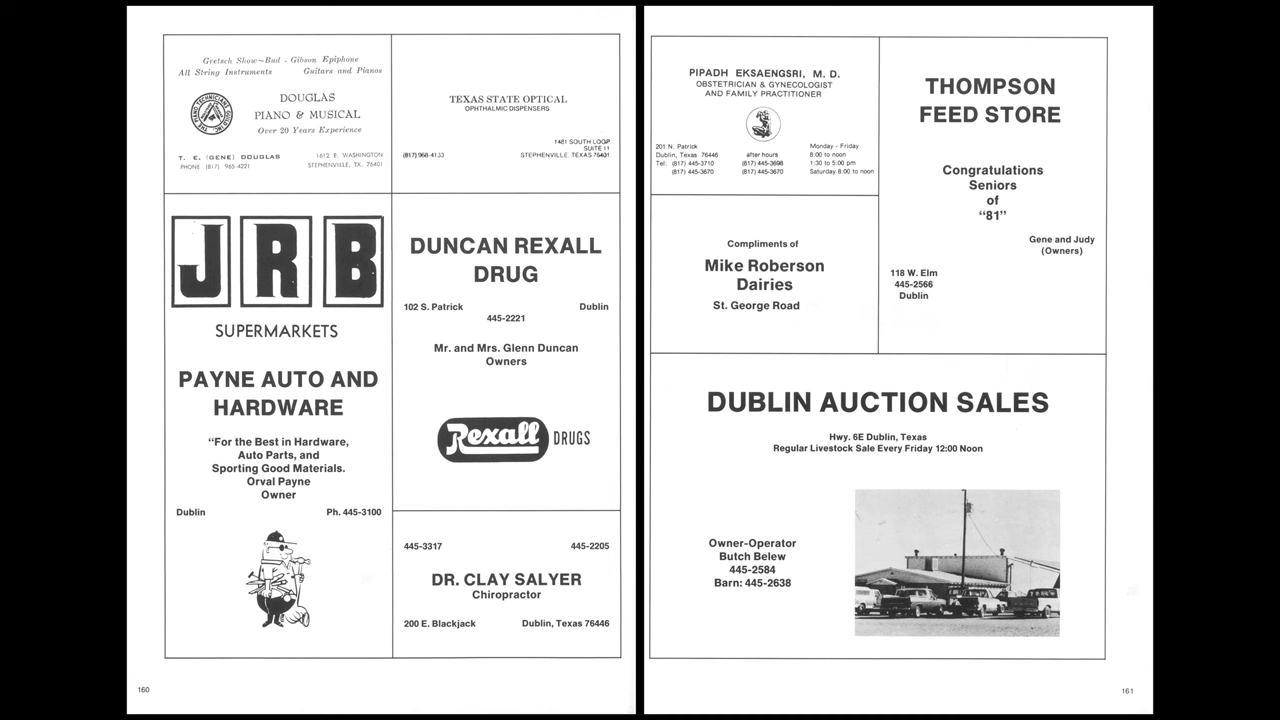 Gretsch Show~Bud - Gibson Epiphone
All String Instruments Guitars and Pianos
THE PIANO TECHNICIANS GUILD, INC.
DOUGLAS
PIANO & MUSICAL
Over 20 Years Experience
T. E. (GENE) DOUGLAS
PHONE (817) 965-4221
1612 E. WASHINGTON
STEPHENVILLE, TX. 76401
TEXAS STATE OPTICAL
OPHTHALMIC DISPENSERS
(817) 968-4133
1481 SOUTH LOOP
SUITE 11
STEPHENVILLE, TEXAS 76401
JRB
SUPERMARKETS
PAYNE AUTO AND
HARDWARE
“For the Best in Hardware,
Auto Parts, and
Sporting Good Materials.
Orval Payne
Owner
Dublin Ph. 445-3100
DUNCAN REXALL
DRUG
102 S. Patrick Dublin
445-2221
Mr. and Mrs. Glenn Duncan
Owners
Rexall DRUGS
445-3317 445-2205
DR. CLAY SALYER
Chiropractor
200 E. Blackjack Dublin, Texas 76446
160
PIPADH EKSAENGSRI, M. D.
OBSTETRICIAN & GYNECOLOGIST
AND FAMILY PRACTITIONER
201 N. Patrick
Dublin, Texas 76446
Tel: (817) 445-3710
(817) 445-3670
after hours
(817) 445-3698
(817) 445-3670
Monday - Friday
8:00 to noon
1:30 to 5:00 pm
Saturday 8:00 to noon
THOMPSON
FEED STORE
Congratulations
Seniors
of
“81”
Gene and Judy
(Owners)
118 W. Elm
445-2566
Dublin
Compliments of
Mike Roberson
Dairies
St. George Road
DUBLIN AUCTION SALES
Hwy. 6E Dublin, Texas
Regular Livestock Sale Every Friday 12:00 Noon
Owner-Operator
Butch Belew
445-2584
Barn: 445-2638
161